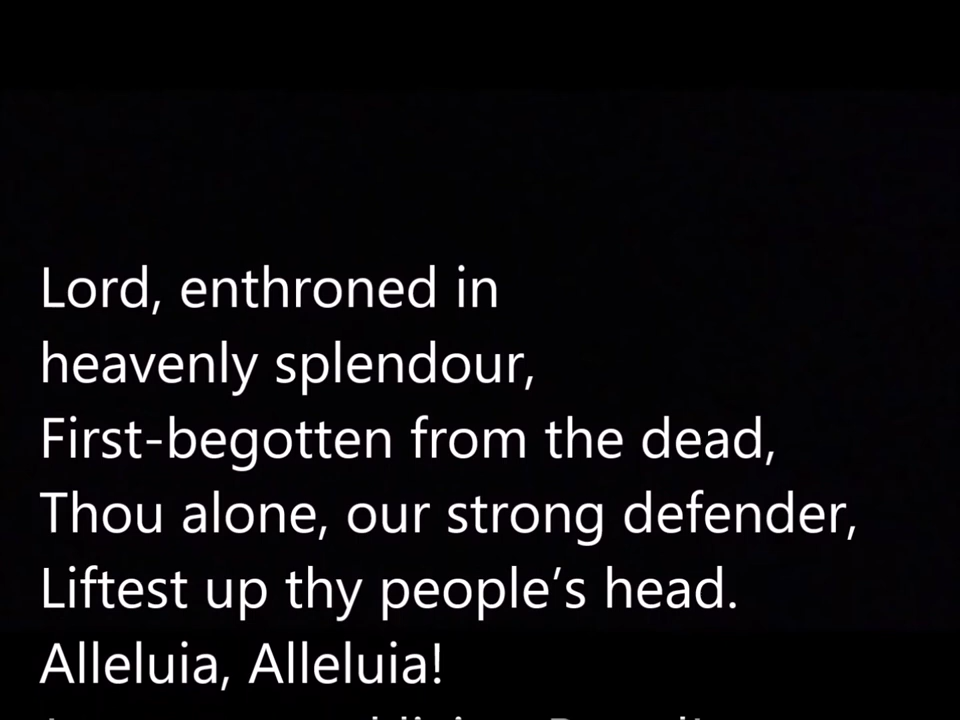 Lord, enthroned in
heavenly splendour,
First-begotten from the dead,
Thou alone, our strong defender,
Liftest up thy people’s head.
Alleluia, Alleluia!